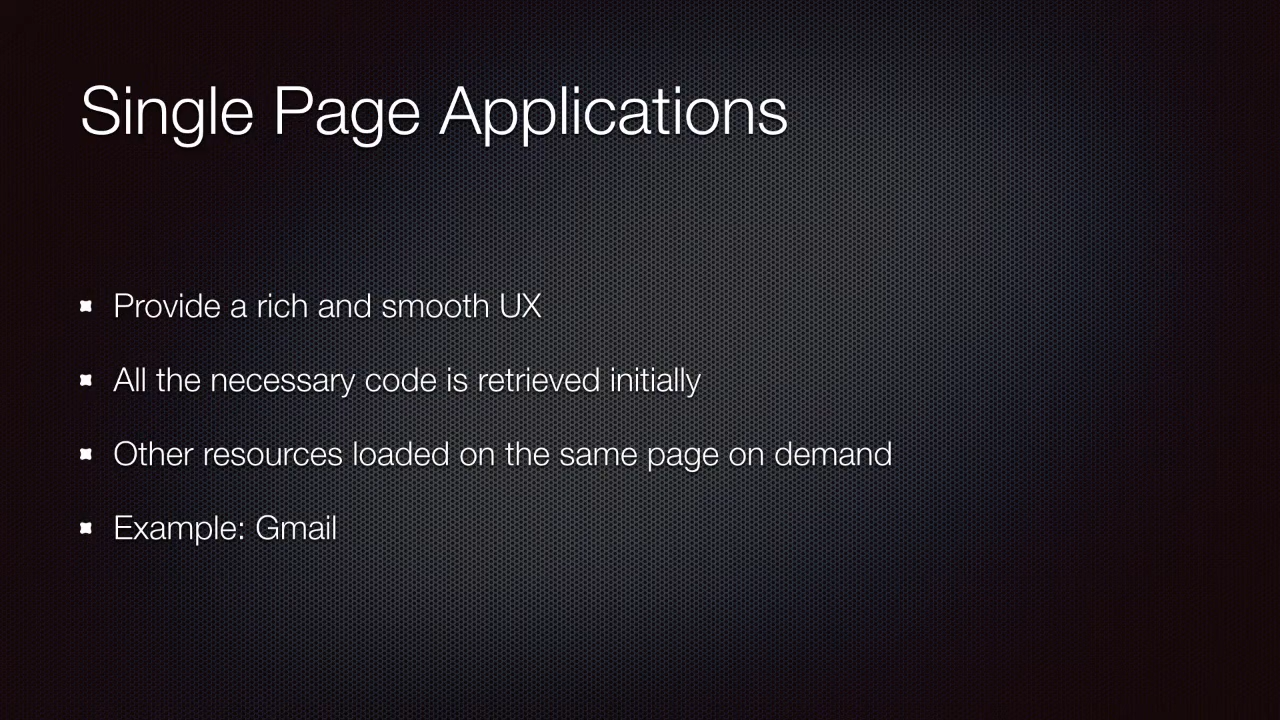 Single Page Applications
Provide a rich and smooth UX
All the necessary code is retrieved initially
Other resources loaded on the same page on demand
Example: Gmail